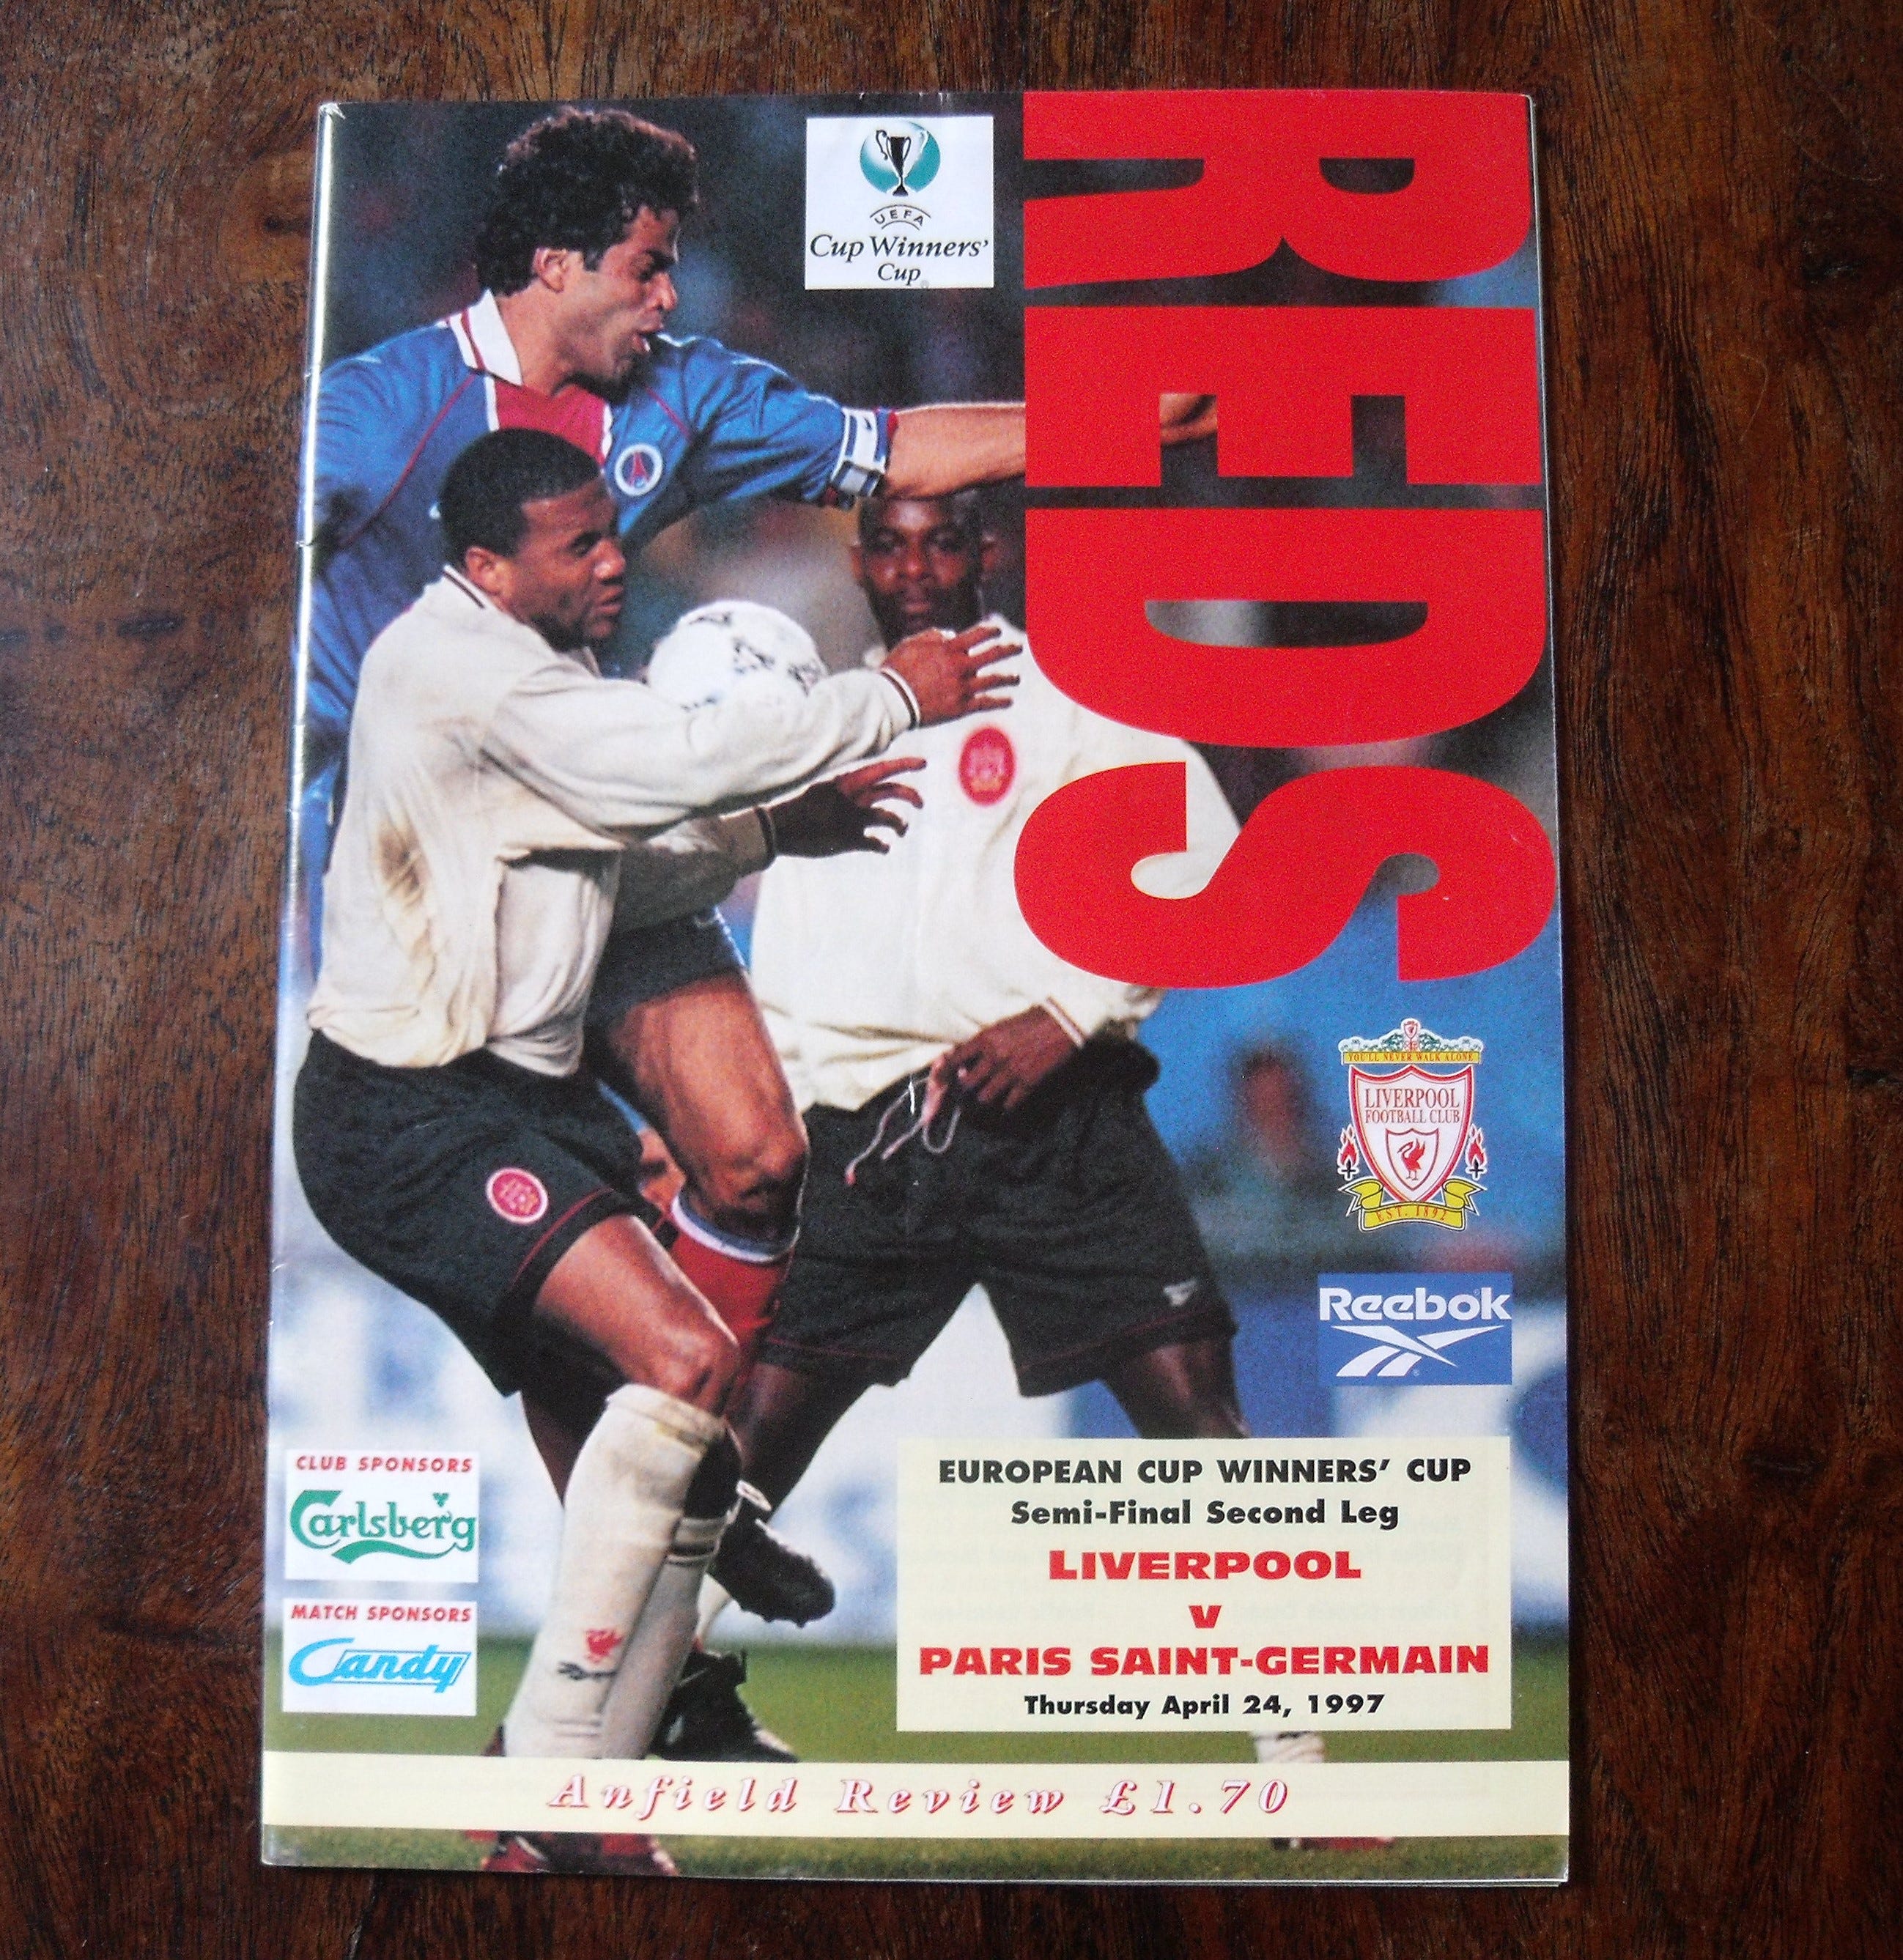 REDS
UEFA
Cup Winners'
Cup
YOU'LL NEVER WALK ALONE
LIVERPOOL
FOOTBALL CLUB
EST. 1892
Reebok
CLUB SPONSORS
Carlsberg
MATCH SPONSORS
Candy
EUROPEAN CUP WINNERS' CUP
Semi-Final Second Leg
LIVERPOOL
V
PARIS SAINT-GERMAIN
Thursday April 24, 1997
Anfield Review £1.70